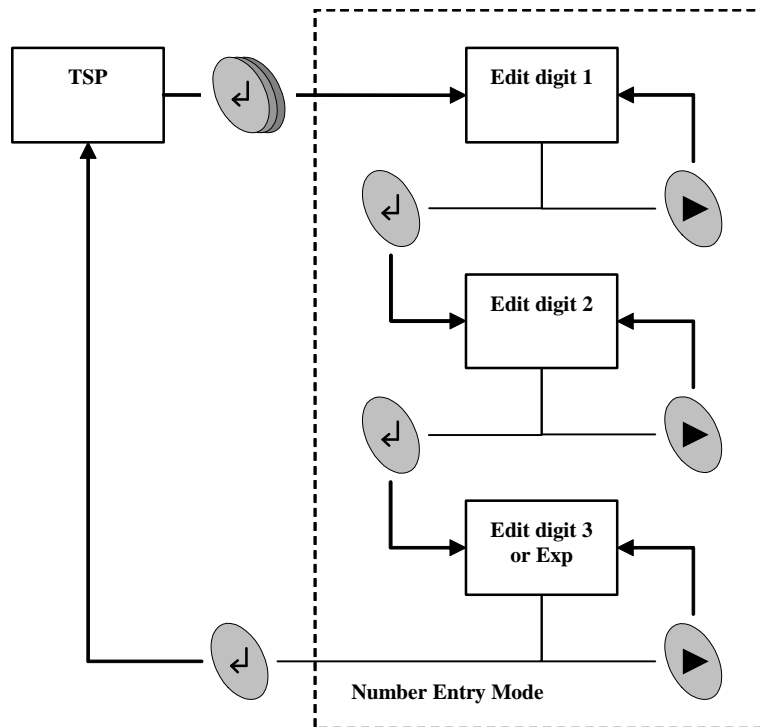 TSP
Edit digit 1
Edit digit 2
Edit digit 3
or Exp
Number Entry Mode